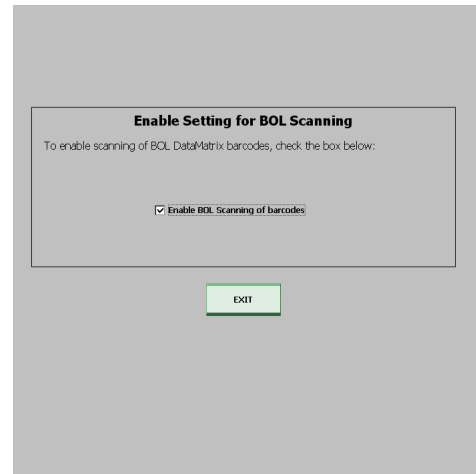 Enable Setting for BOL Scanning
To enable scanning of BOL DataMatrix barcodes, check the box below:
Enable BOL Scanning of barcodes
EXIT